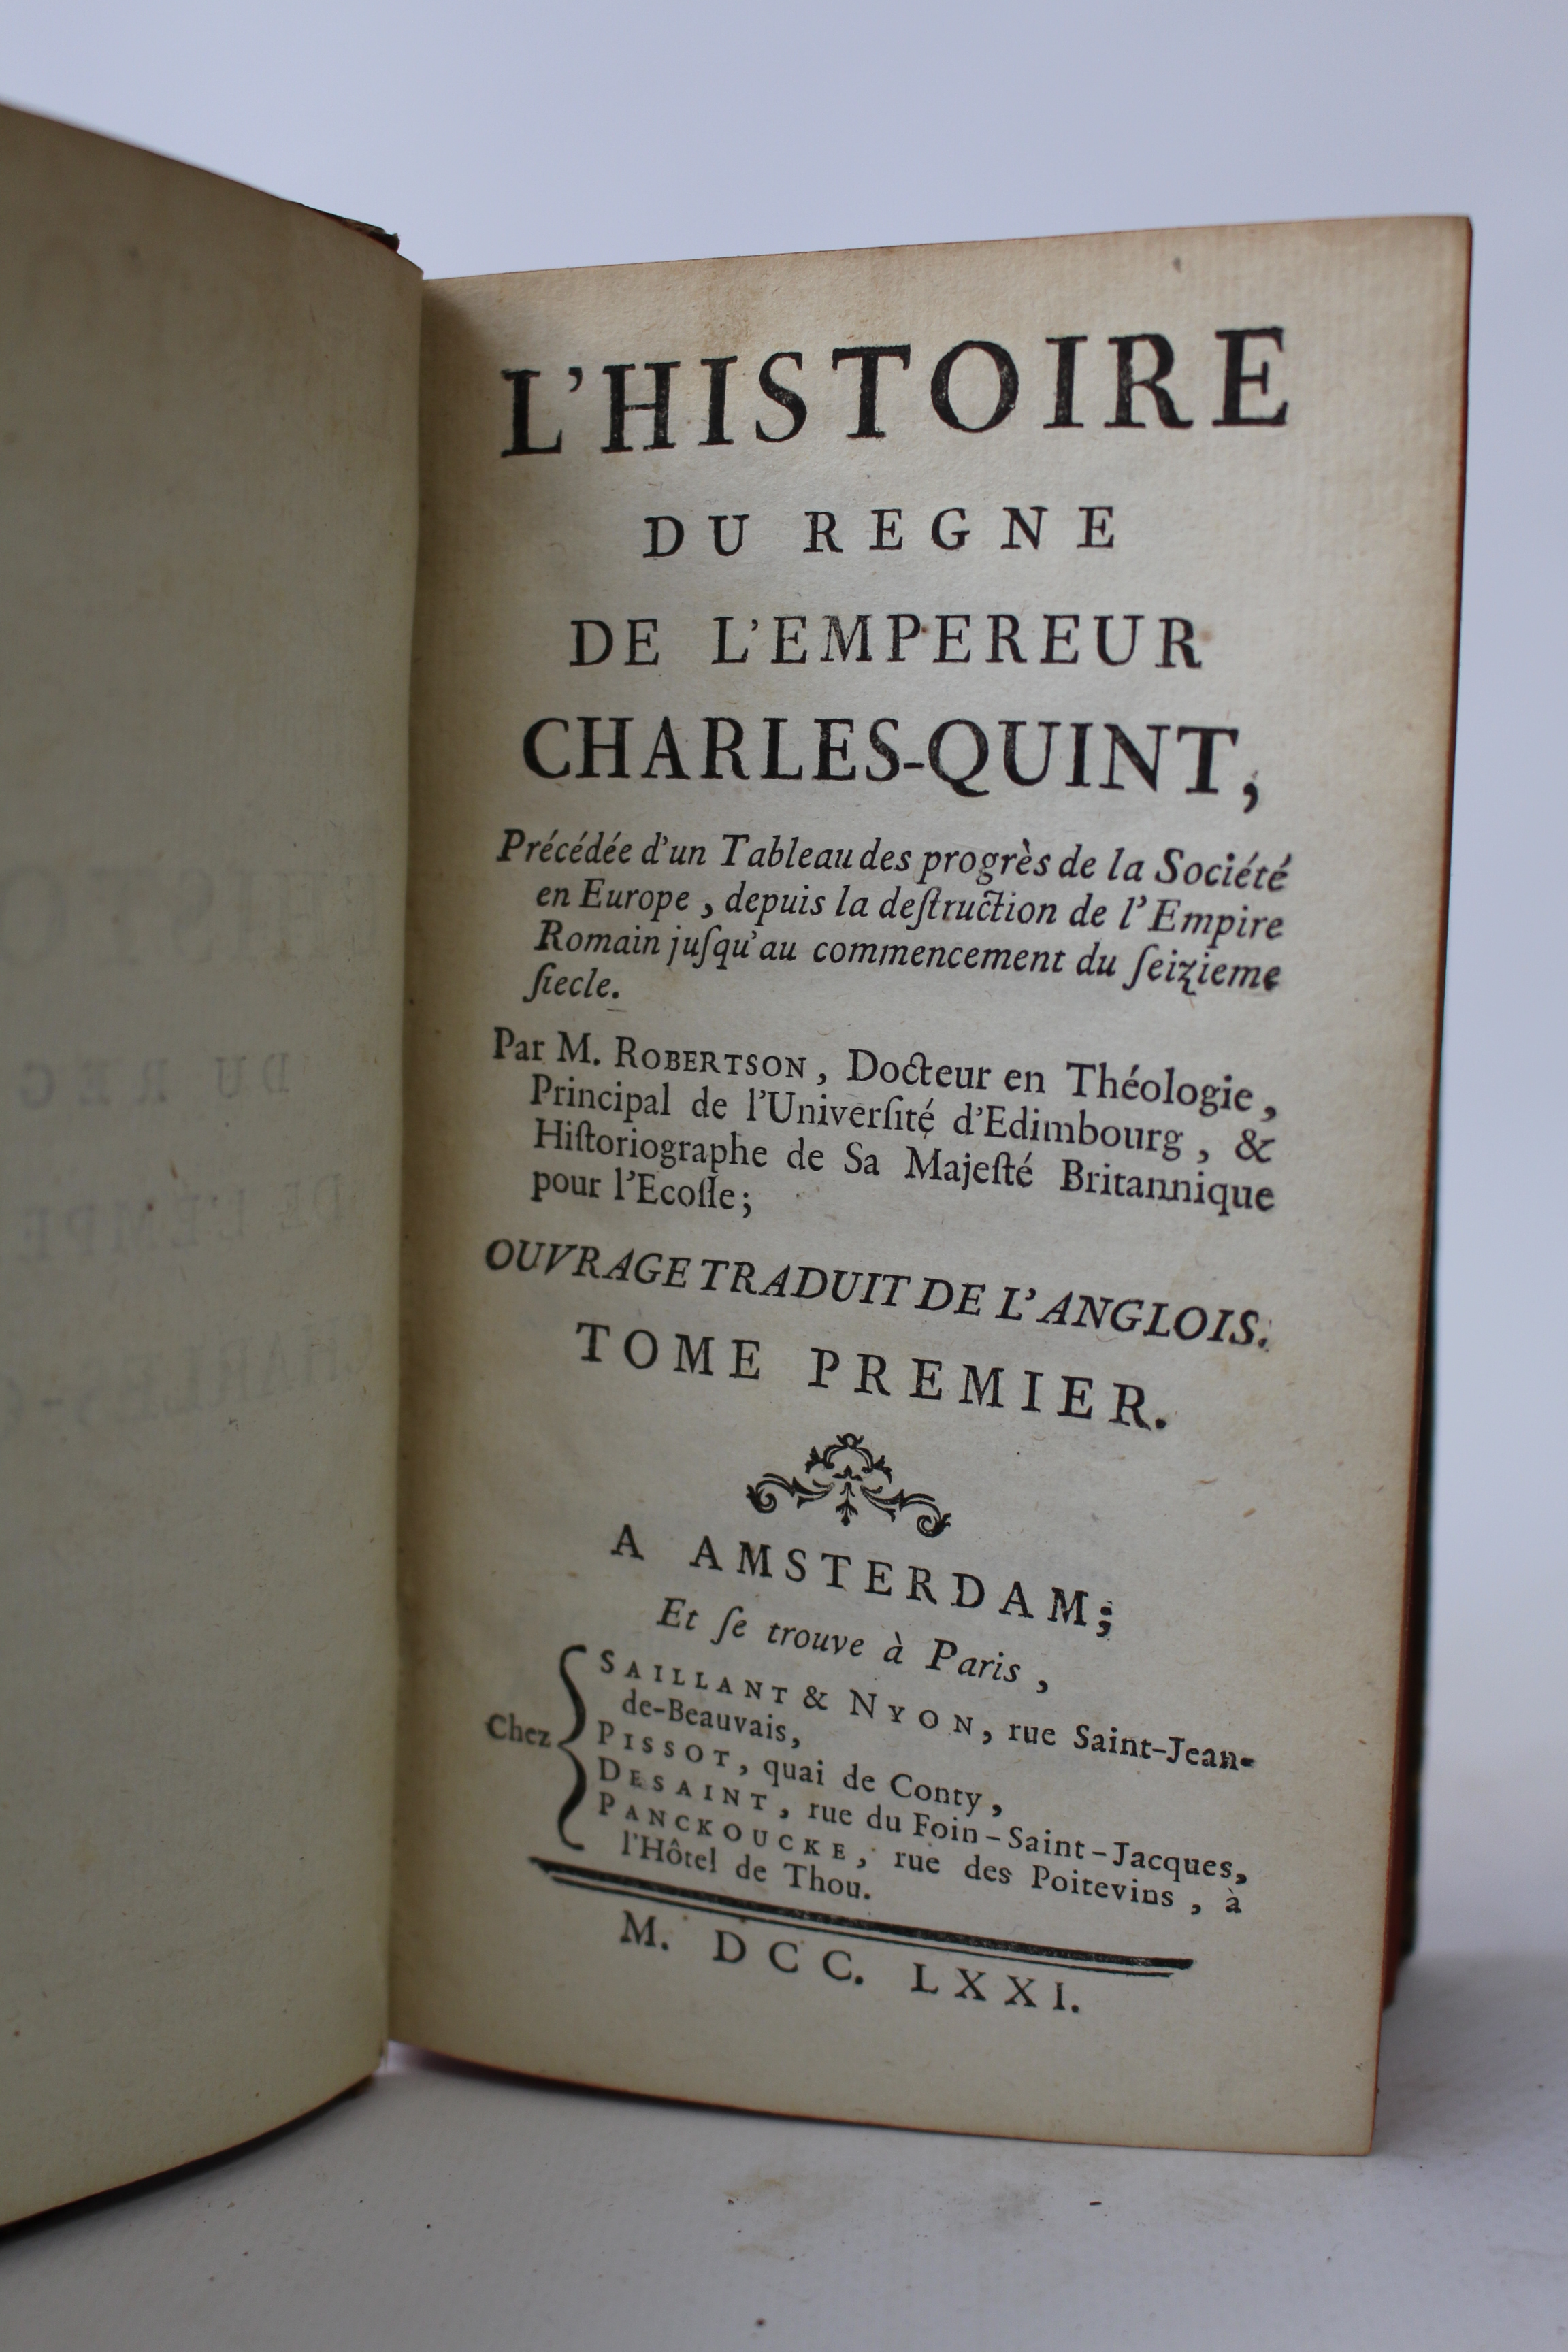 L'HISTOIRE
DU REGNE
DE L'EMPEREUR
CHARLES-QUINT,
Précédée d'un Tableau des progrès de la Société
en Europe, depuis la deſtruction de l'Empire
Romain juſqu'au commencement du ſeizieme
ſiecle.
Par M. ROBERTSON, Docteur en Théologie,
Principal de l'Univerſité d'Edimbourg, &
Hiſtoriographe de Sa Majeſté Britannique
pour l'Ecoſſe;
OUVRAGE TRADUIT DE L'ANGLOIS.
TOME PREMIER.
A AMSTERDAM;
Et ſe trouve à Paris,
Chez
SAILLANT & NYON, rue Saint-Jean-
de-Beauvais,
PISSOT, quai de Conty,
DESAINT, rue du Foin-Saint-Jacques,
PANCKOUCKE, rue des Poitevins, à
l'Hôtel de Thou.
M. DCC. LXXI.